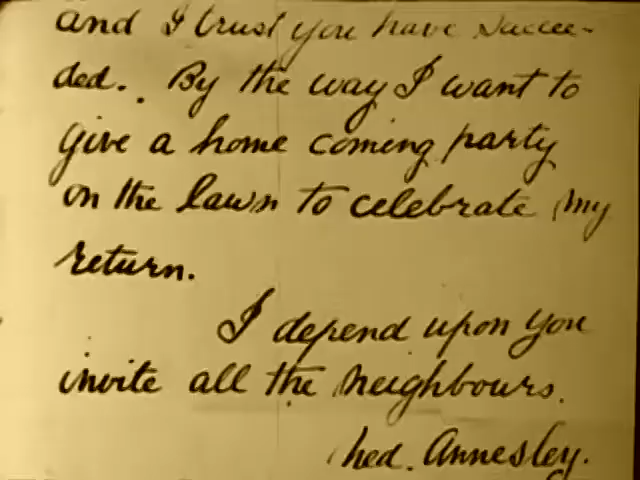 and I trust you have succee-
ded. By the way I want to
give a home coming party
on the lawn to celebrate my
return.
I depend upon you
invite all the neighbours.
hed. Annesley.